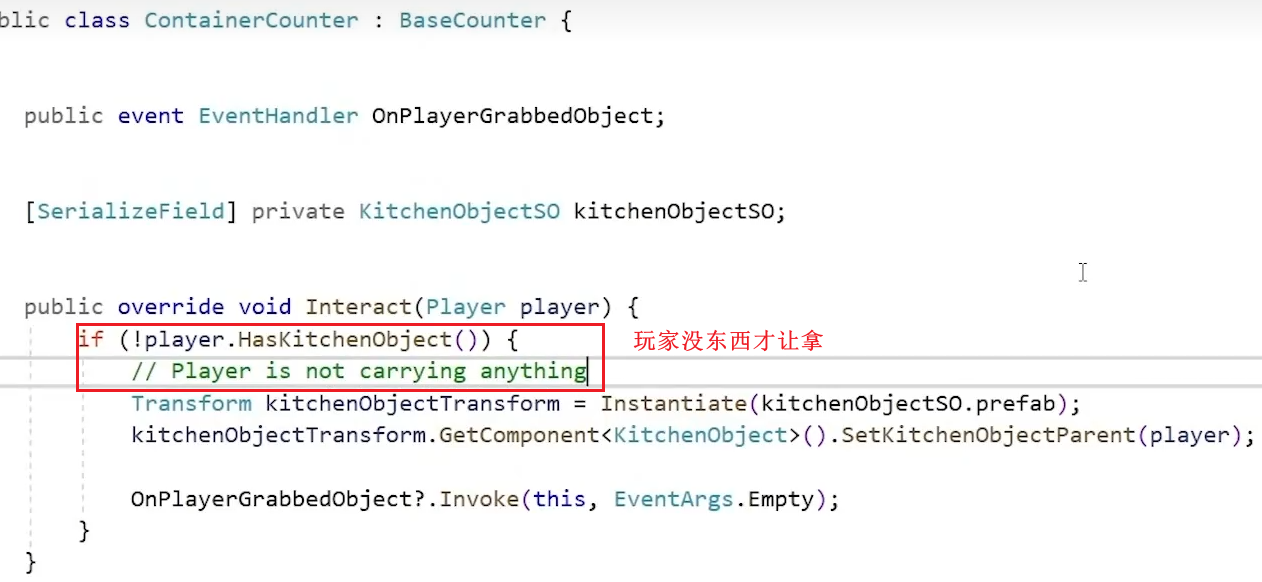 blic class ContainerCounter : BaseCounter {
public event EventHandler OnPlayerGrabbedObject;
[SerializeField] private KitchenObjectSO kitchenObjectSO;
public override void Interact(Player player) {
if (!player.HasKitchenObject()) {
玩家没东西才让拿
// Player is not carrying anything
Transform kitchenObjectTransform = Instantiate(kitchenObjectSO.prefab);
kitchenObjectTransform.GetComponent<KitchenObject>().SetKitchenObjectParent(player);
OnPlayerGrabbedObject?.Invoke(this, EventArgs.Empty);
}
}